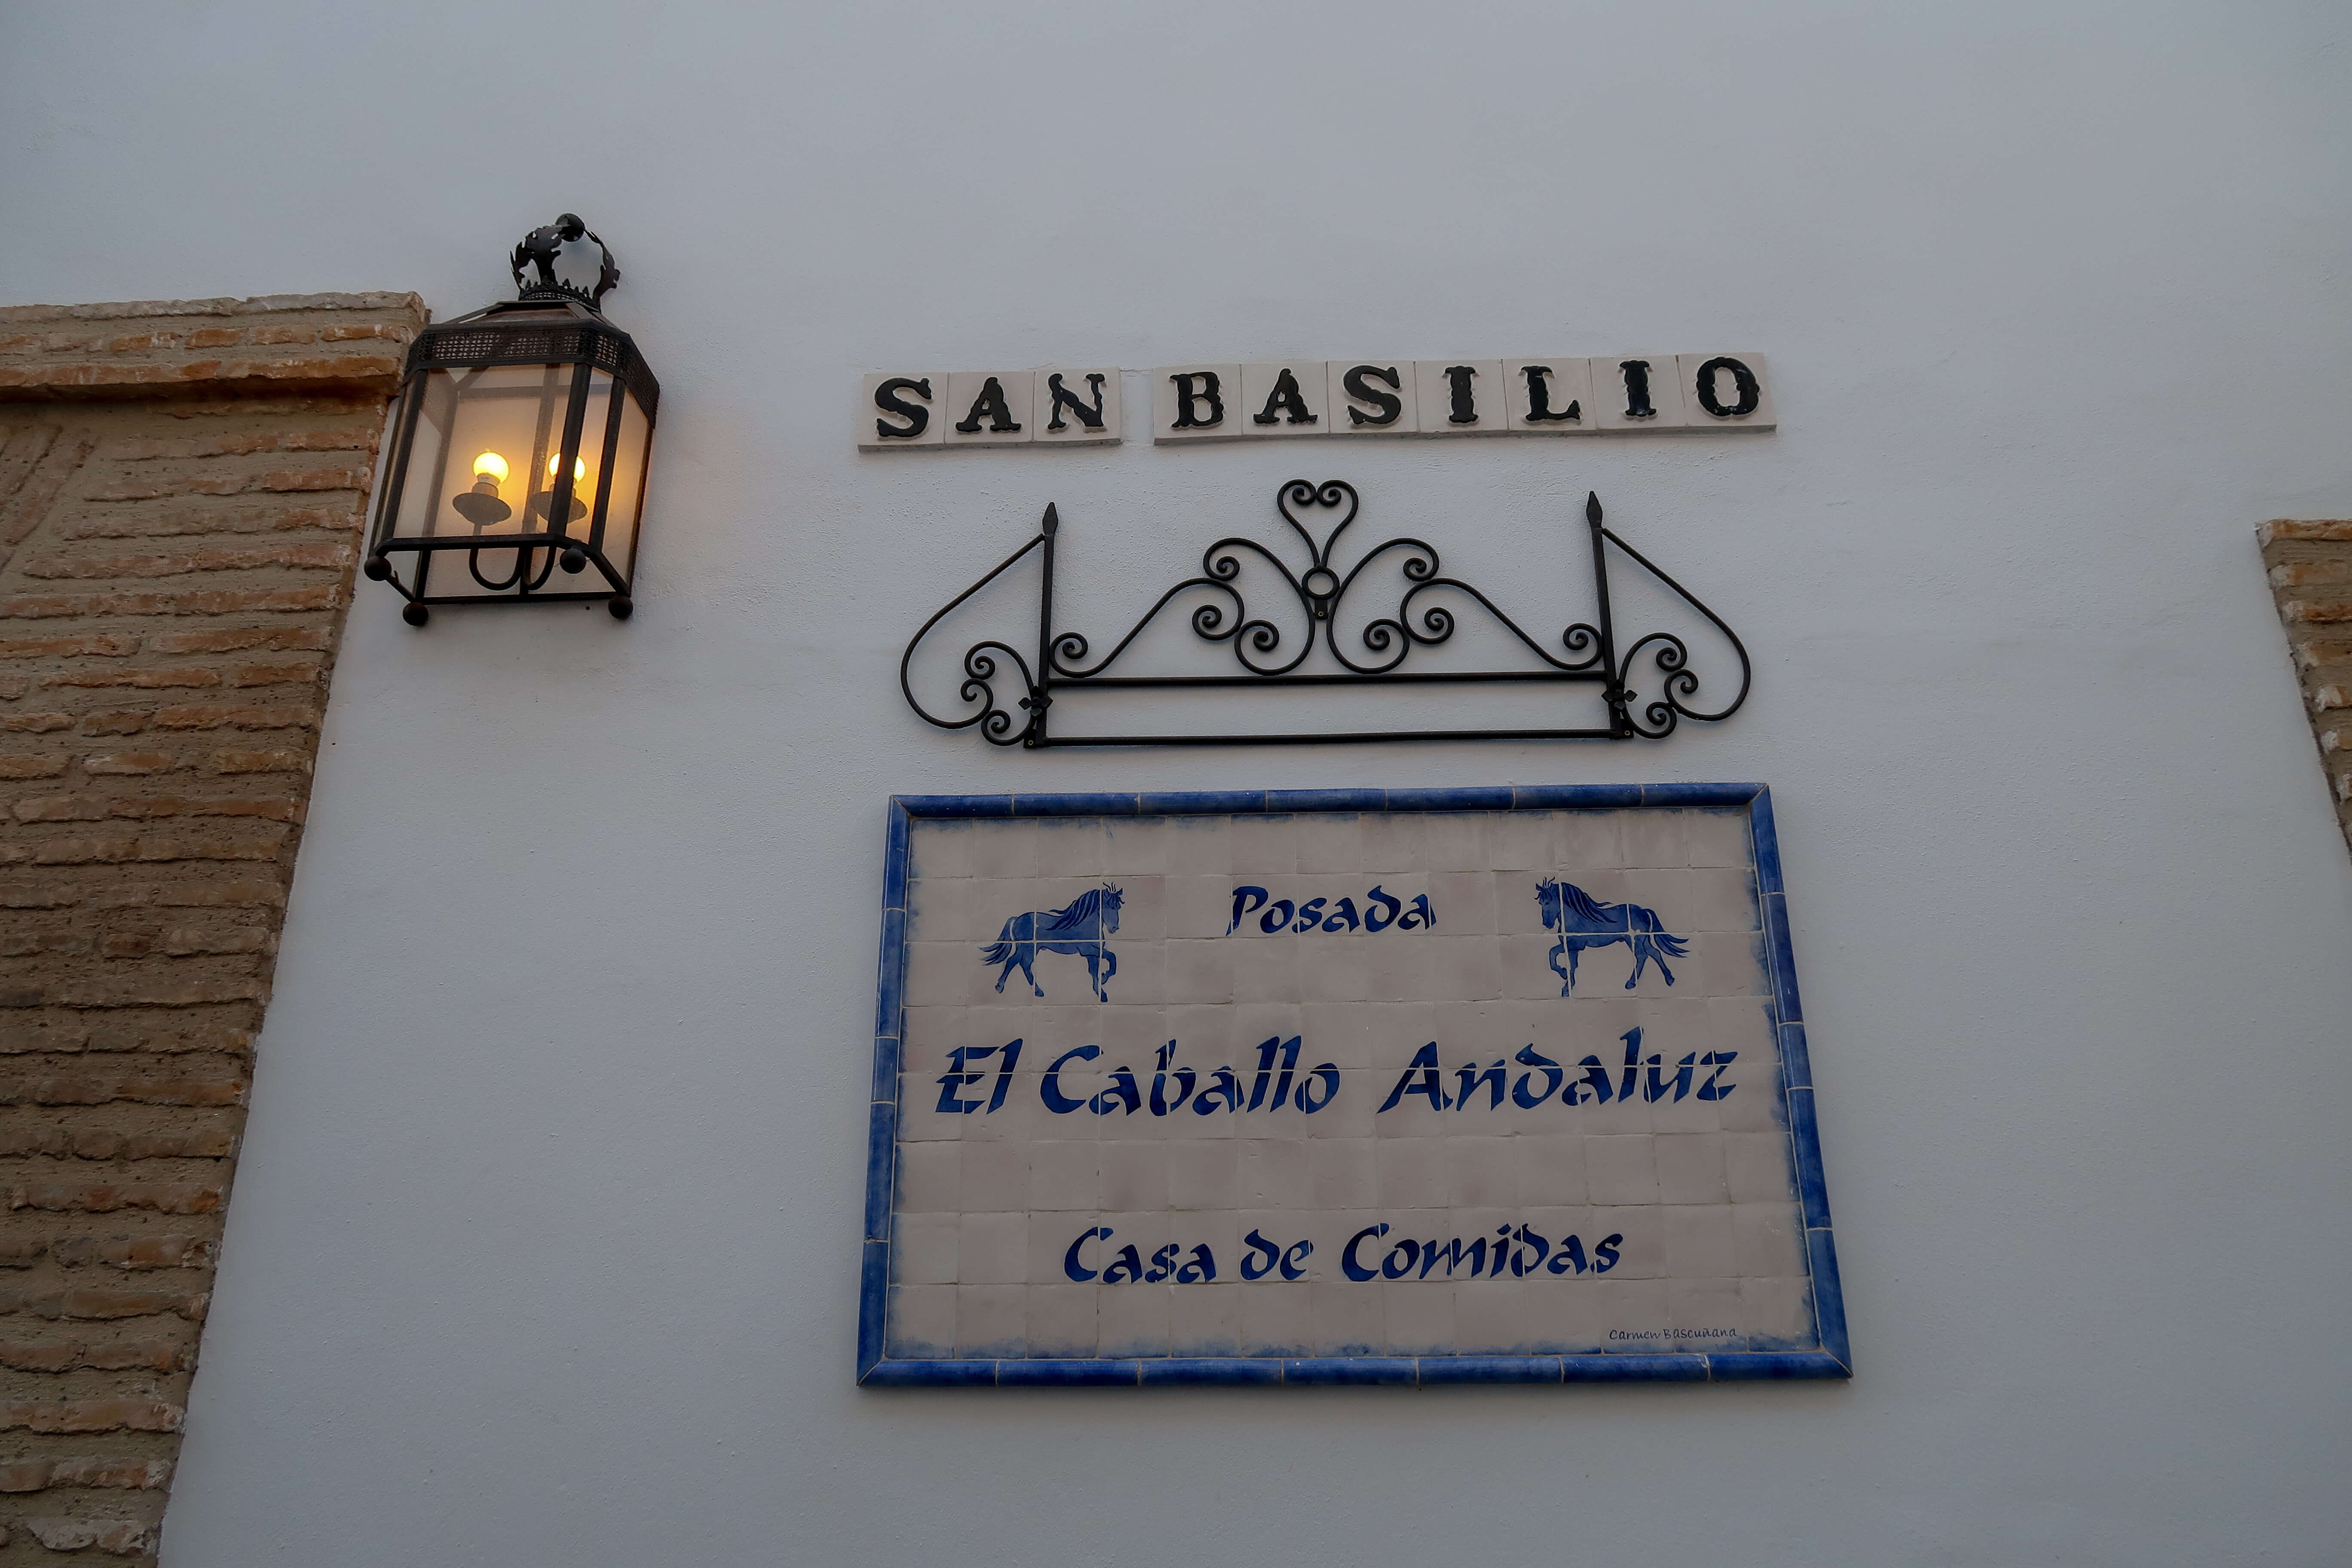 SAN BASILIO
Posada
El Caballo Andaluz
Casa de Comidas
Carmen Bascuñana